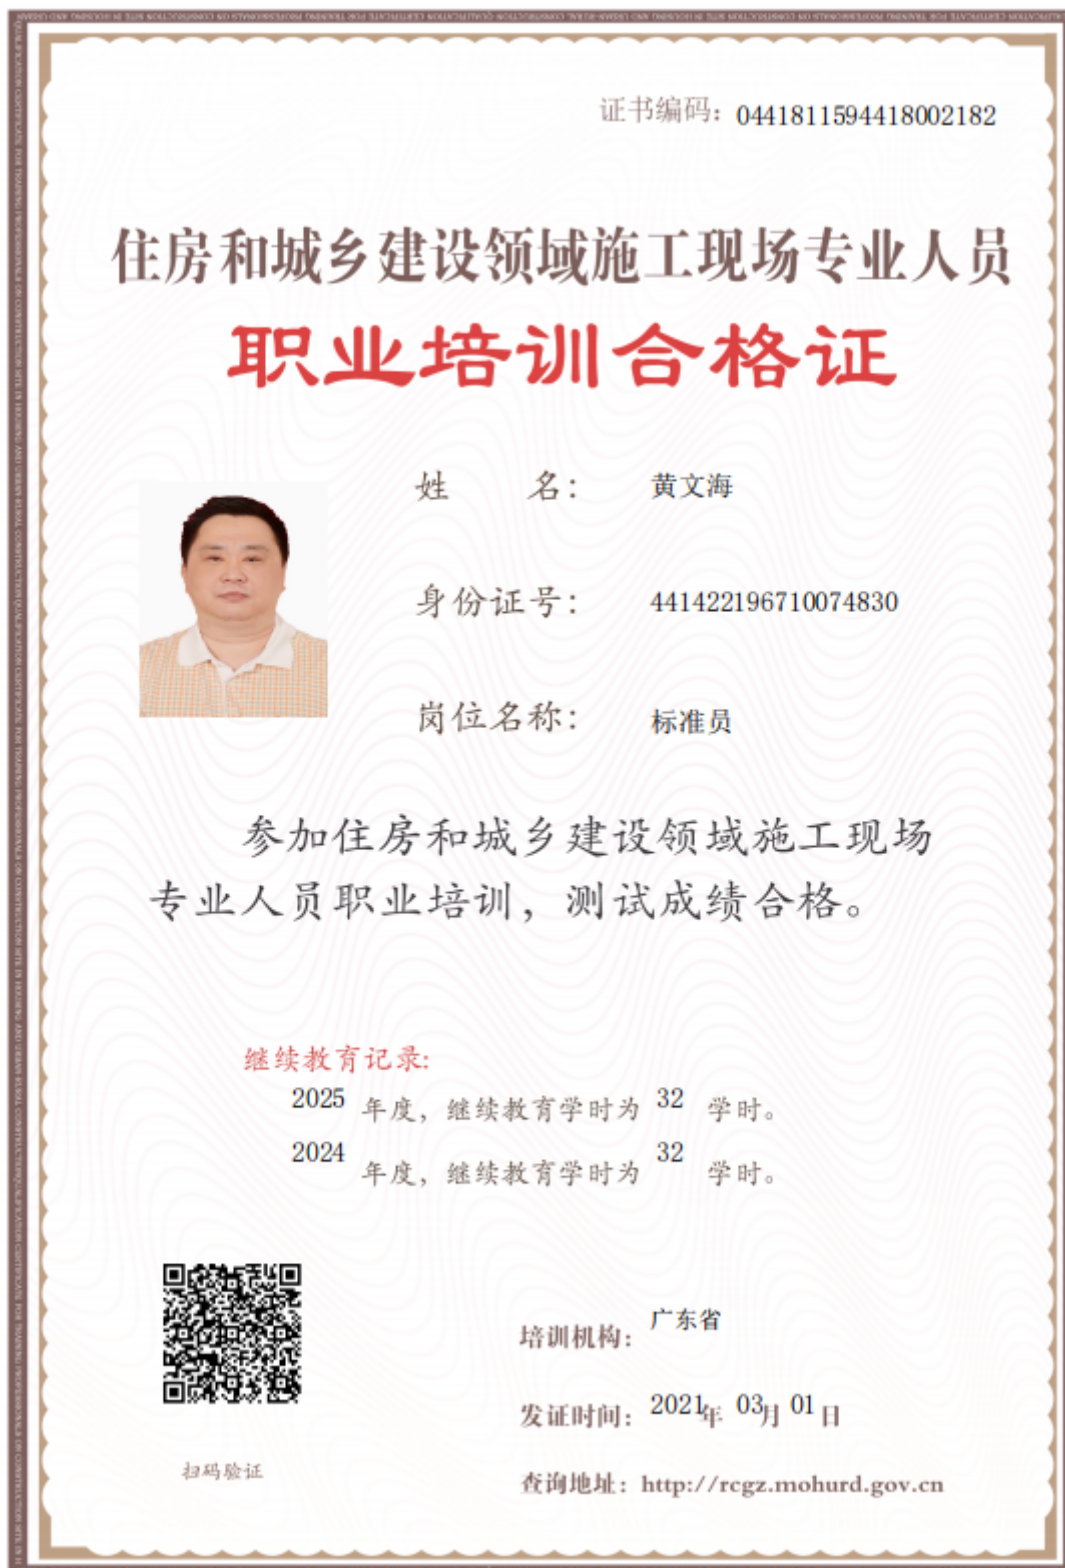 证书编码：0441811594418002182
住房和城乡建设领域施工现场专业人员
职业培训合格证
姓 名： 黄文海
身份证号： 441422196710074830
岗位名称： 标准员
参加住房和城乡建设领域施工现场
专业人员职业培训，测试成绩合格。
继续教育记录:
2025 年度，继续教育学时为 32 学时。
2024 年度，继续教育学时为 32 学时。
培训机构： 广东省
发证时间： 2021年 03月 01日
扫码验证
查询地址：http://rcgz.mohurd.gov.cn